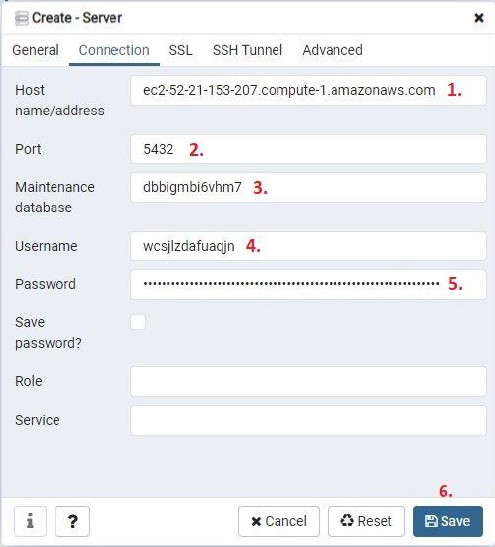 Create - Server
General Connection SSL SSH Tunnel Advanced
Host name/address
ec2-52-21-153-207.compute-1.amazonaws.com 1.
Port
5432 2.
Maintenance database
dbbigmbi6vhm7 3.
Username
wcsjlzdafuaqjn 4.
Password
5.
Save password?
Role
Service
6.
i ? Cancel Reset Save